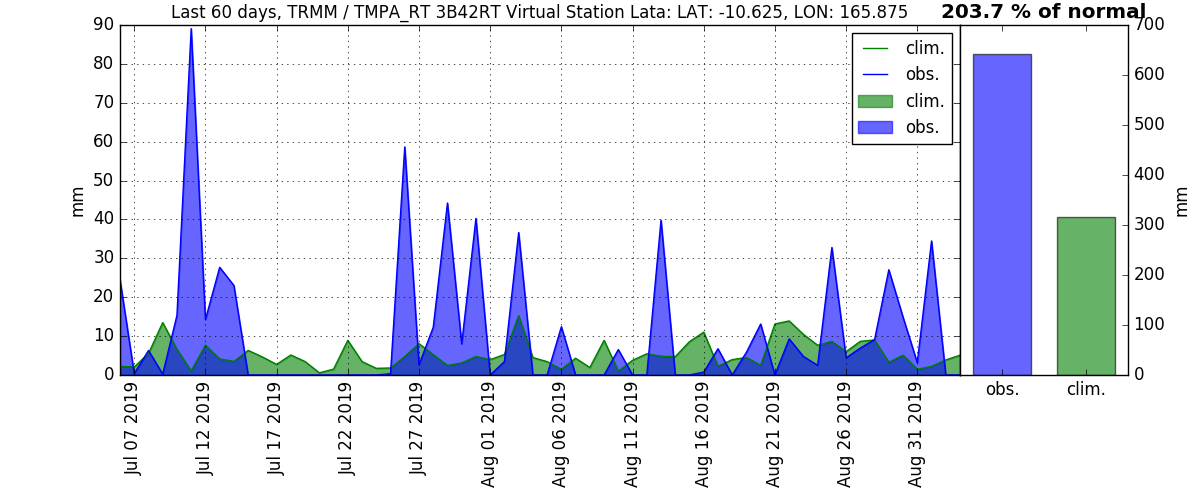 Last 60 days, TRMM / TMPA_RT 3B42RT Virtual Station Lata: LAT: -10.625, LON: 165.875
203.7 % of normal
90
80
70
60
50
40
30
20
10
0
mm
clim.
obs.
clim.
obs.
Jul 07 2019
Jul 12 2019
Jul 17 2019
Jul 22 2019
Jul 27 2019
Aug 01 2019
Aug 06 2019
Aug 11 2019
Aug 16 2019
Aug 21 2019
Aug 26 2019
Aug 31 2019
700
600
500
400
300
200
100
0
mm
obs.
clim.